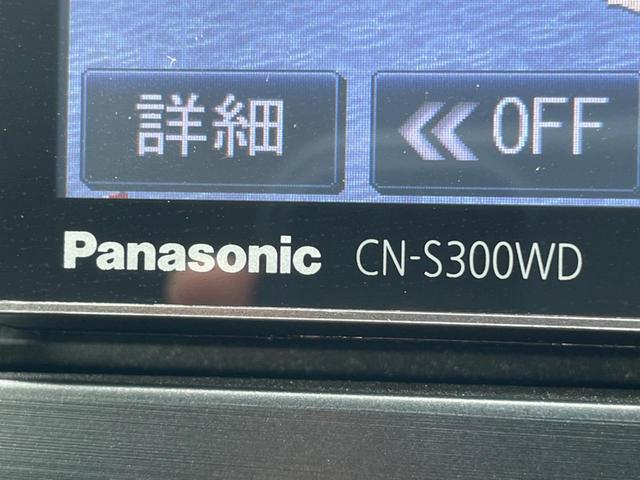 詳細 ≪OFF
Panasonic CN-S300WD